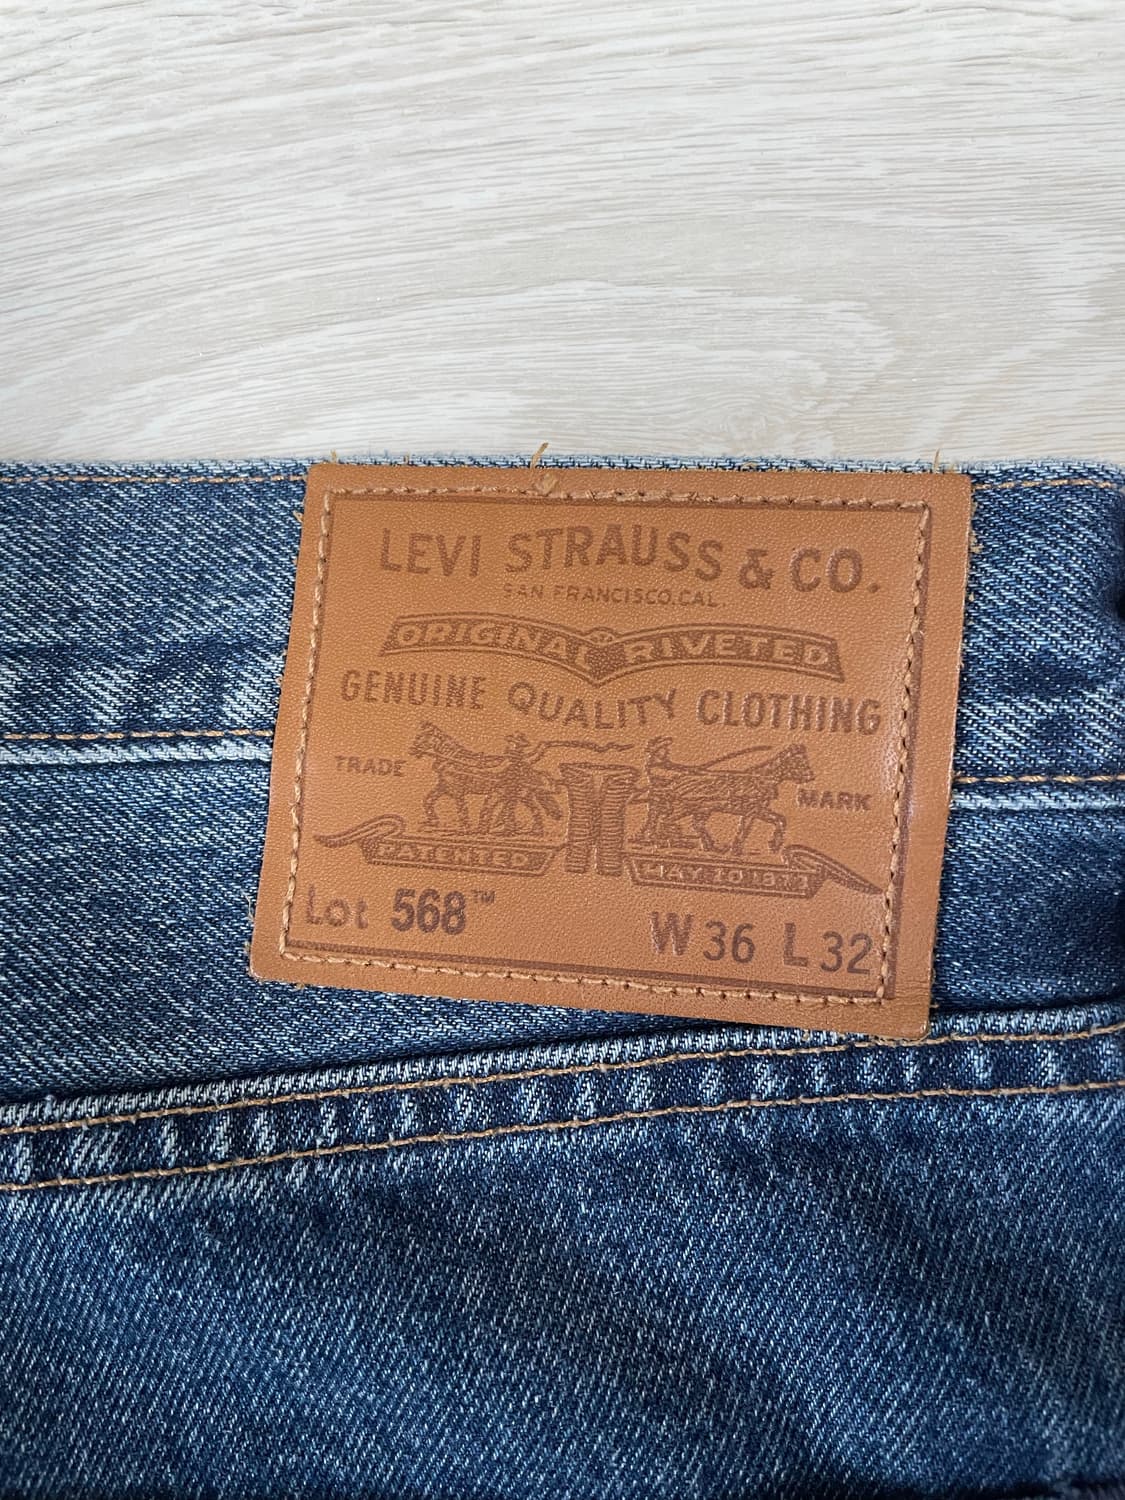 LEVI STRAUSS & CO.
SAN FRANCISCO.CAL.
ORIGINAL RIVETED
GENUINE QUALITY CLOTHING
TRADE MARK
PATENTED MAY 20 1873
Lot 568™ W 36 L 32